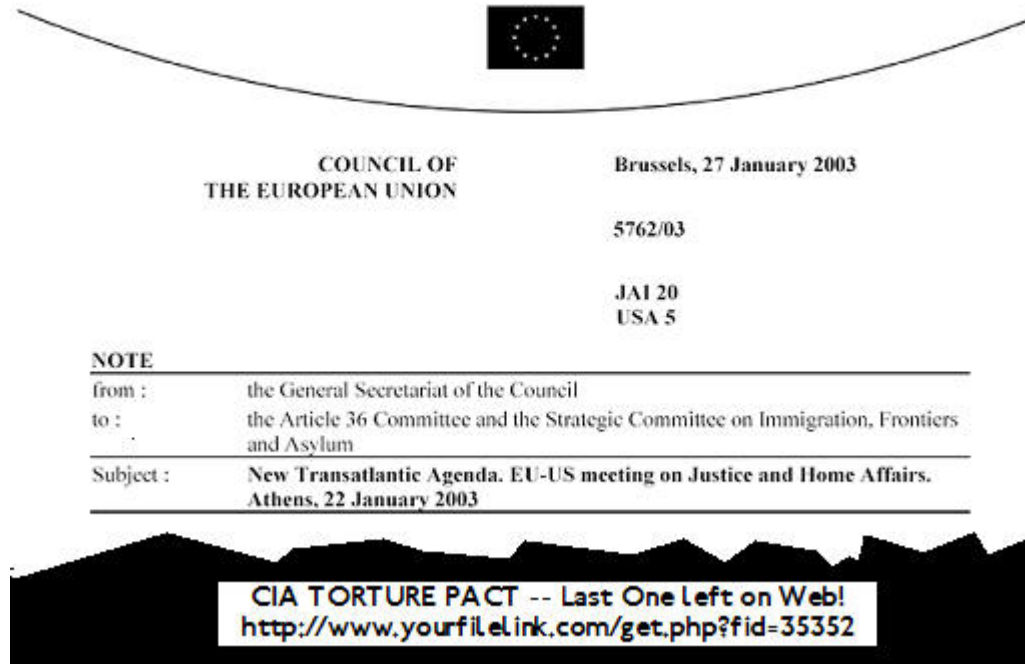 COUNCIL OF
THE EUROPEAN UNION
Brussels, 27 January 2003
5762/03
JAI 20
USA 5
NOTE
from : the General Secretariat of the Council
to : the Article 36 Committee and the Strategic Committee on Immigration, Frontiers
and Asylum
Subject : New Transatlantic Agenda. EU-US meeting on Justice and Home Affairs.
Athens, 22 January 2003
CIA TORTURE PACT -- Last One left on Web!
http://www.yourfilelink.com/get.php?fid=35352